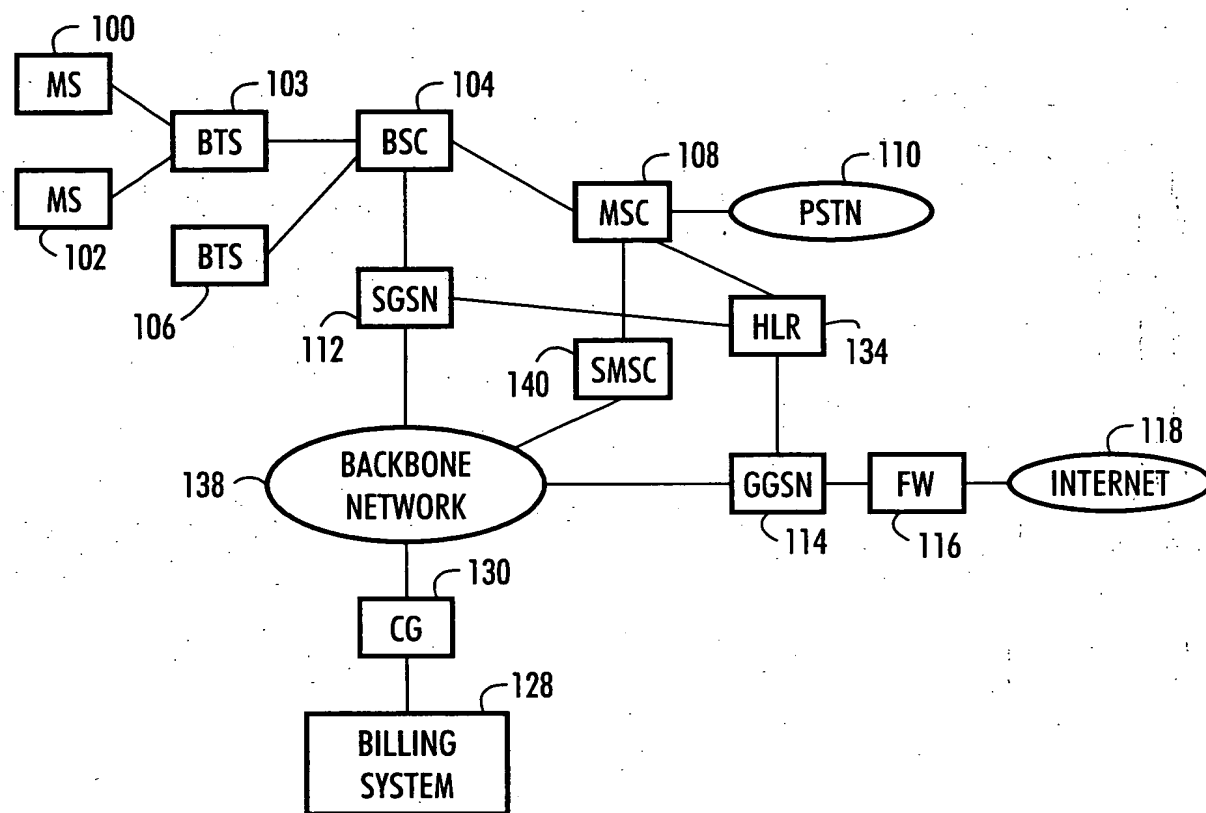 100
MS
103
104
BTS
BSC
108
110
MS
MSC
PSTN
102
BTS
SGSN
HLR
106
112
134
140
SMSC
118
138
BACKBONE
NETWORK
GGSN
FW
INTERNET
114
116
130
CG
128
BILLING
SYSTEM